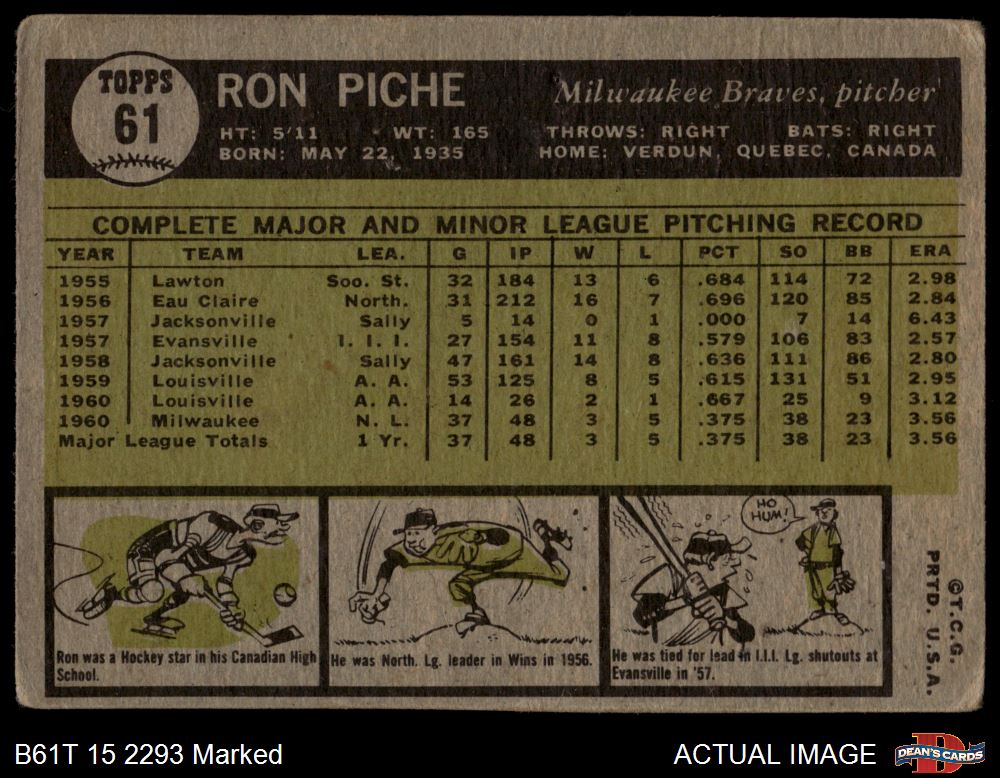 TOPPS
61
RON PICHE
Milwaukee Braves, pitcher
HT: 5'11 WT: 165 THROWS: RIGHT BATS: RIGHT
BORN: MAY 22, 1935 HOME: VERDUN, QUEBEC, CANADA
COMPLETE MAJOR AND MINOR LEAGUE PITCHING RECORD
YEAR TEAM LEA. G IP W L PCT SO BB ERA
1955 Lawton Soo. St. 32 184 13 6 .684 114 72 2.98
1956 Eau Claire North. 31 212 16 7 .696 120 85 2.84
1957 Jacksonville Sally 5 14 0 1 .000 7 14 6.43
1957 Evansville I. I. I. 27 154 11 8 .579 106 83 2.57
1958 Jacksonville Sally 47 161 14 8 .636 111 86 2.80
1959 Louisville A. A. 53 125 8 5 .615 131 51 2.95
1960 Louisville A. A. 14 26 2 1 .667 25 9 3.12
1960 Milwaukee N. L. 37 48 3 5 .375 38 23 3.56
Major League Totals 1 Yr. 37 48 3 5 .375 38 23 3.56
Ron was a Hockey star in his Canadian High
School.
He was North. Lg. leader in Wins in 1956.
HO
HUM!
He was tied for lead in I.I.I. Lg. shutouts at
Evansville in '57.
©T.C.G.
PRTD. U.S.A.
B61T 15 2293 Marked
ACTUAL IMAGE
DEAN'S CARDS